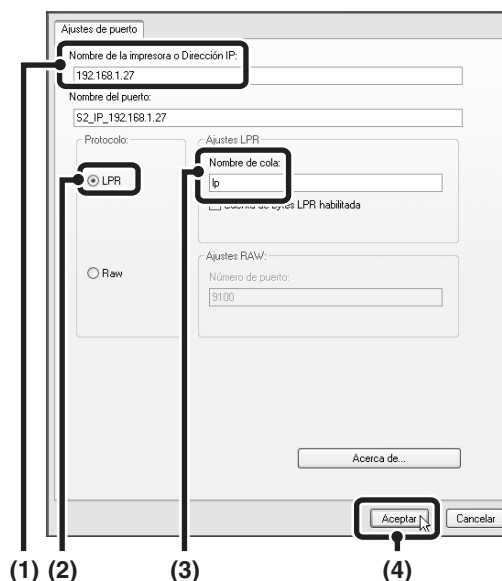 Ajustes de puerto
Nombre de la impresora o Dirección IP:
192.168.1.27
Nombre del puerto:
S2_IP_192.168.1.27
Protocolo:
LPR
Raw
Ajustes LPR
Nombre de cola:
lp
Cuenta de bytes LPR habilitada
Ajustes RAW:
Número de puerto:
9100
Acerca de...
Aceptar
Cancelar
(1) (2) (3) (4)